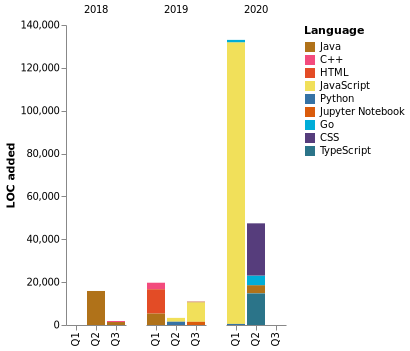 2018 2019 2020
LOC added
140,000
120,000
100,000
80,000
60,000
40,000
20,000
0
Q1 Q2 Q3 Q1 Q2 Q3 Q1 Q2 Q3
Language
Java
C++
HTML
JavaScript
Python
Jupyter Notebook
Go
CSS
TypeScript